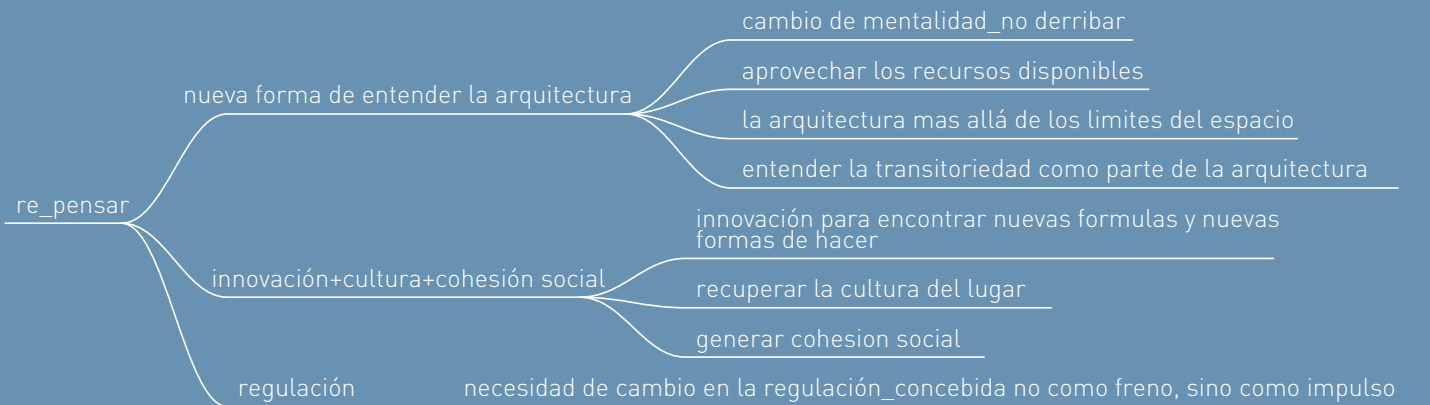 re_pensar
nueva forma de entender la arquitectura
cambio de mentalidad_no derribar
aprovechar los recursos disponibles
la arquitectura mas allá de los limites del espacio
entender la transitoriedad como parte de la arquitectura
innovación+cultura+cohesión social
innovación para encontrar nuevas formulas y nuevas
formas de hacer
recuperar la cultura del lugar
generar cohesion social
regulación
necesidad de cambio en la regulación_concebida no como freno, sino como impulso